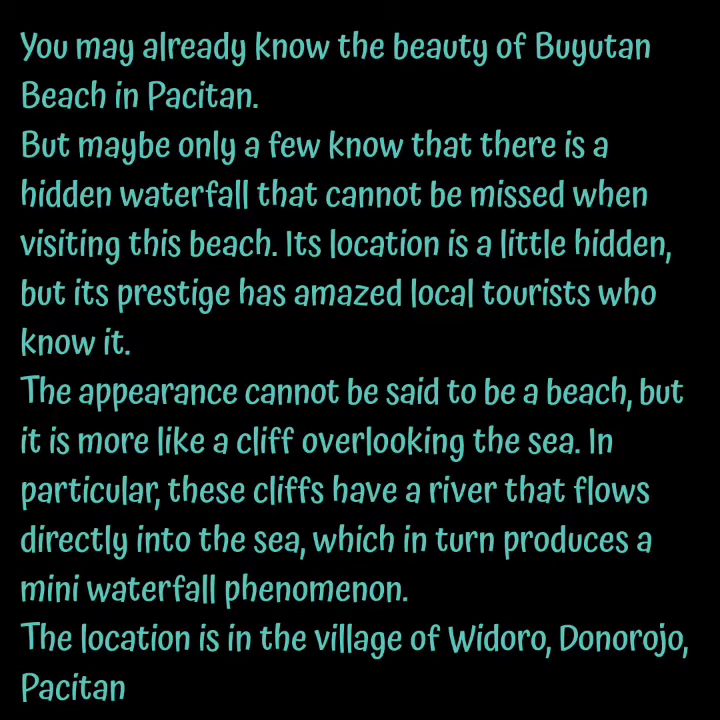 You may already know the beauty of Buyutan
Beach in Pacitan.
But maybe only a few know that there is a
hidden waterfall that cannot be missed when
visiting this beach. Its location is a little hidden,
but its prestige has amazed local tourists who
know it.
The appearance cannot be said to be a beach, but
it is more like a cliff overlooking the sea. In
particular, these cliffs have a river that flows
directly into the sea, which in turn produces a
mini waterfall phenomenon.
The location is in the village of Widoro, Donorojo,
Pacitan